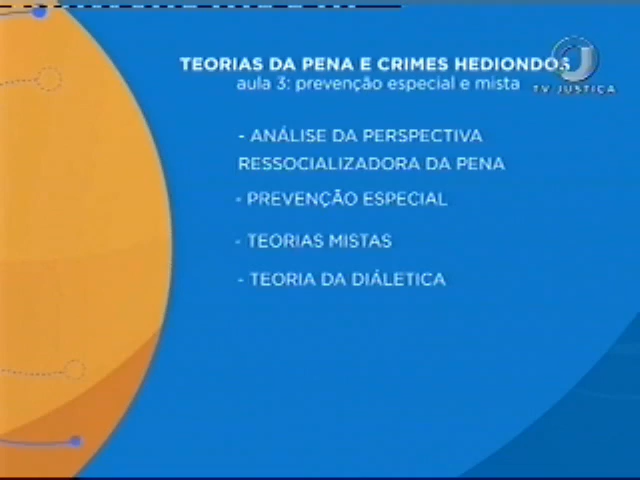 TEORIAS DA PENA E CRIMES HEDIONDOS
aula 3: prevenção especial e mista
TV JUSTIÇA
- ANÁLISE DA PERSPECTIVA
RESSOCIALIZADORA DA PENA
- PREVENÇÃO ESPECIAL
- TEORIAS MISTAS
- TEORIA DA DIÁLETICA